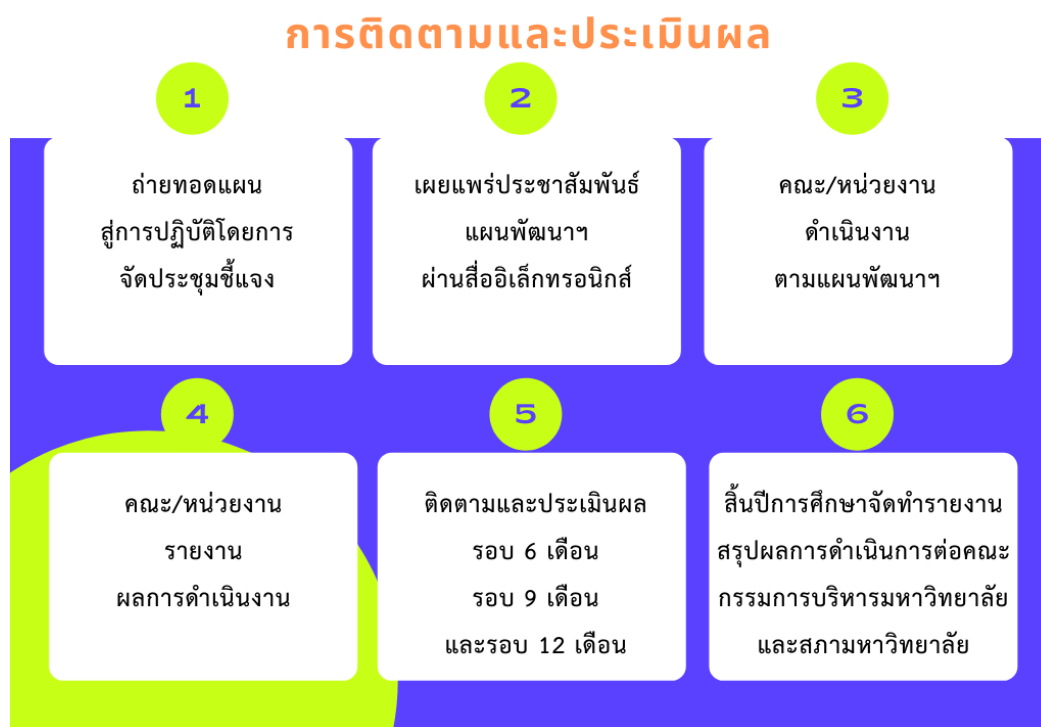 การติดตามและประเมินผล
1
ถ่ายทอดแผน
สู่การปฏิบัติโดยการ
จัดประชุมชี้แจง
2
เผยแพร่ประชาสัมพันธ์
แผนพัฒนาฯ
ผ่านสื่ออิเล็กทรอนิกส์
3
คณะ/หน่วยงาน
ดำเนินงาน
ตามแผนพัฒนาฯ
4
คณะ/หน่วยงาน
รายงาน
ผลการดำเนินงาน
5
ติดตามและประเมินผล
รอบ 6 เดือน
รอบ 9 เดือน
และรอบ 12 เดือน
6
สิ้นปีการศึกษาจัดทำรายงาน
สรุปผลการดำเนินการต่อคณะ
กรรมการบริหารมหาวิทยาลัย
และสภามหาวิทยาลัย